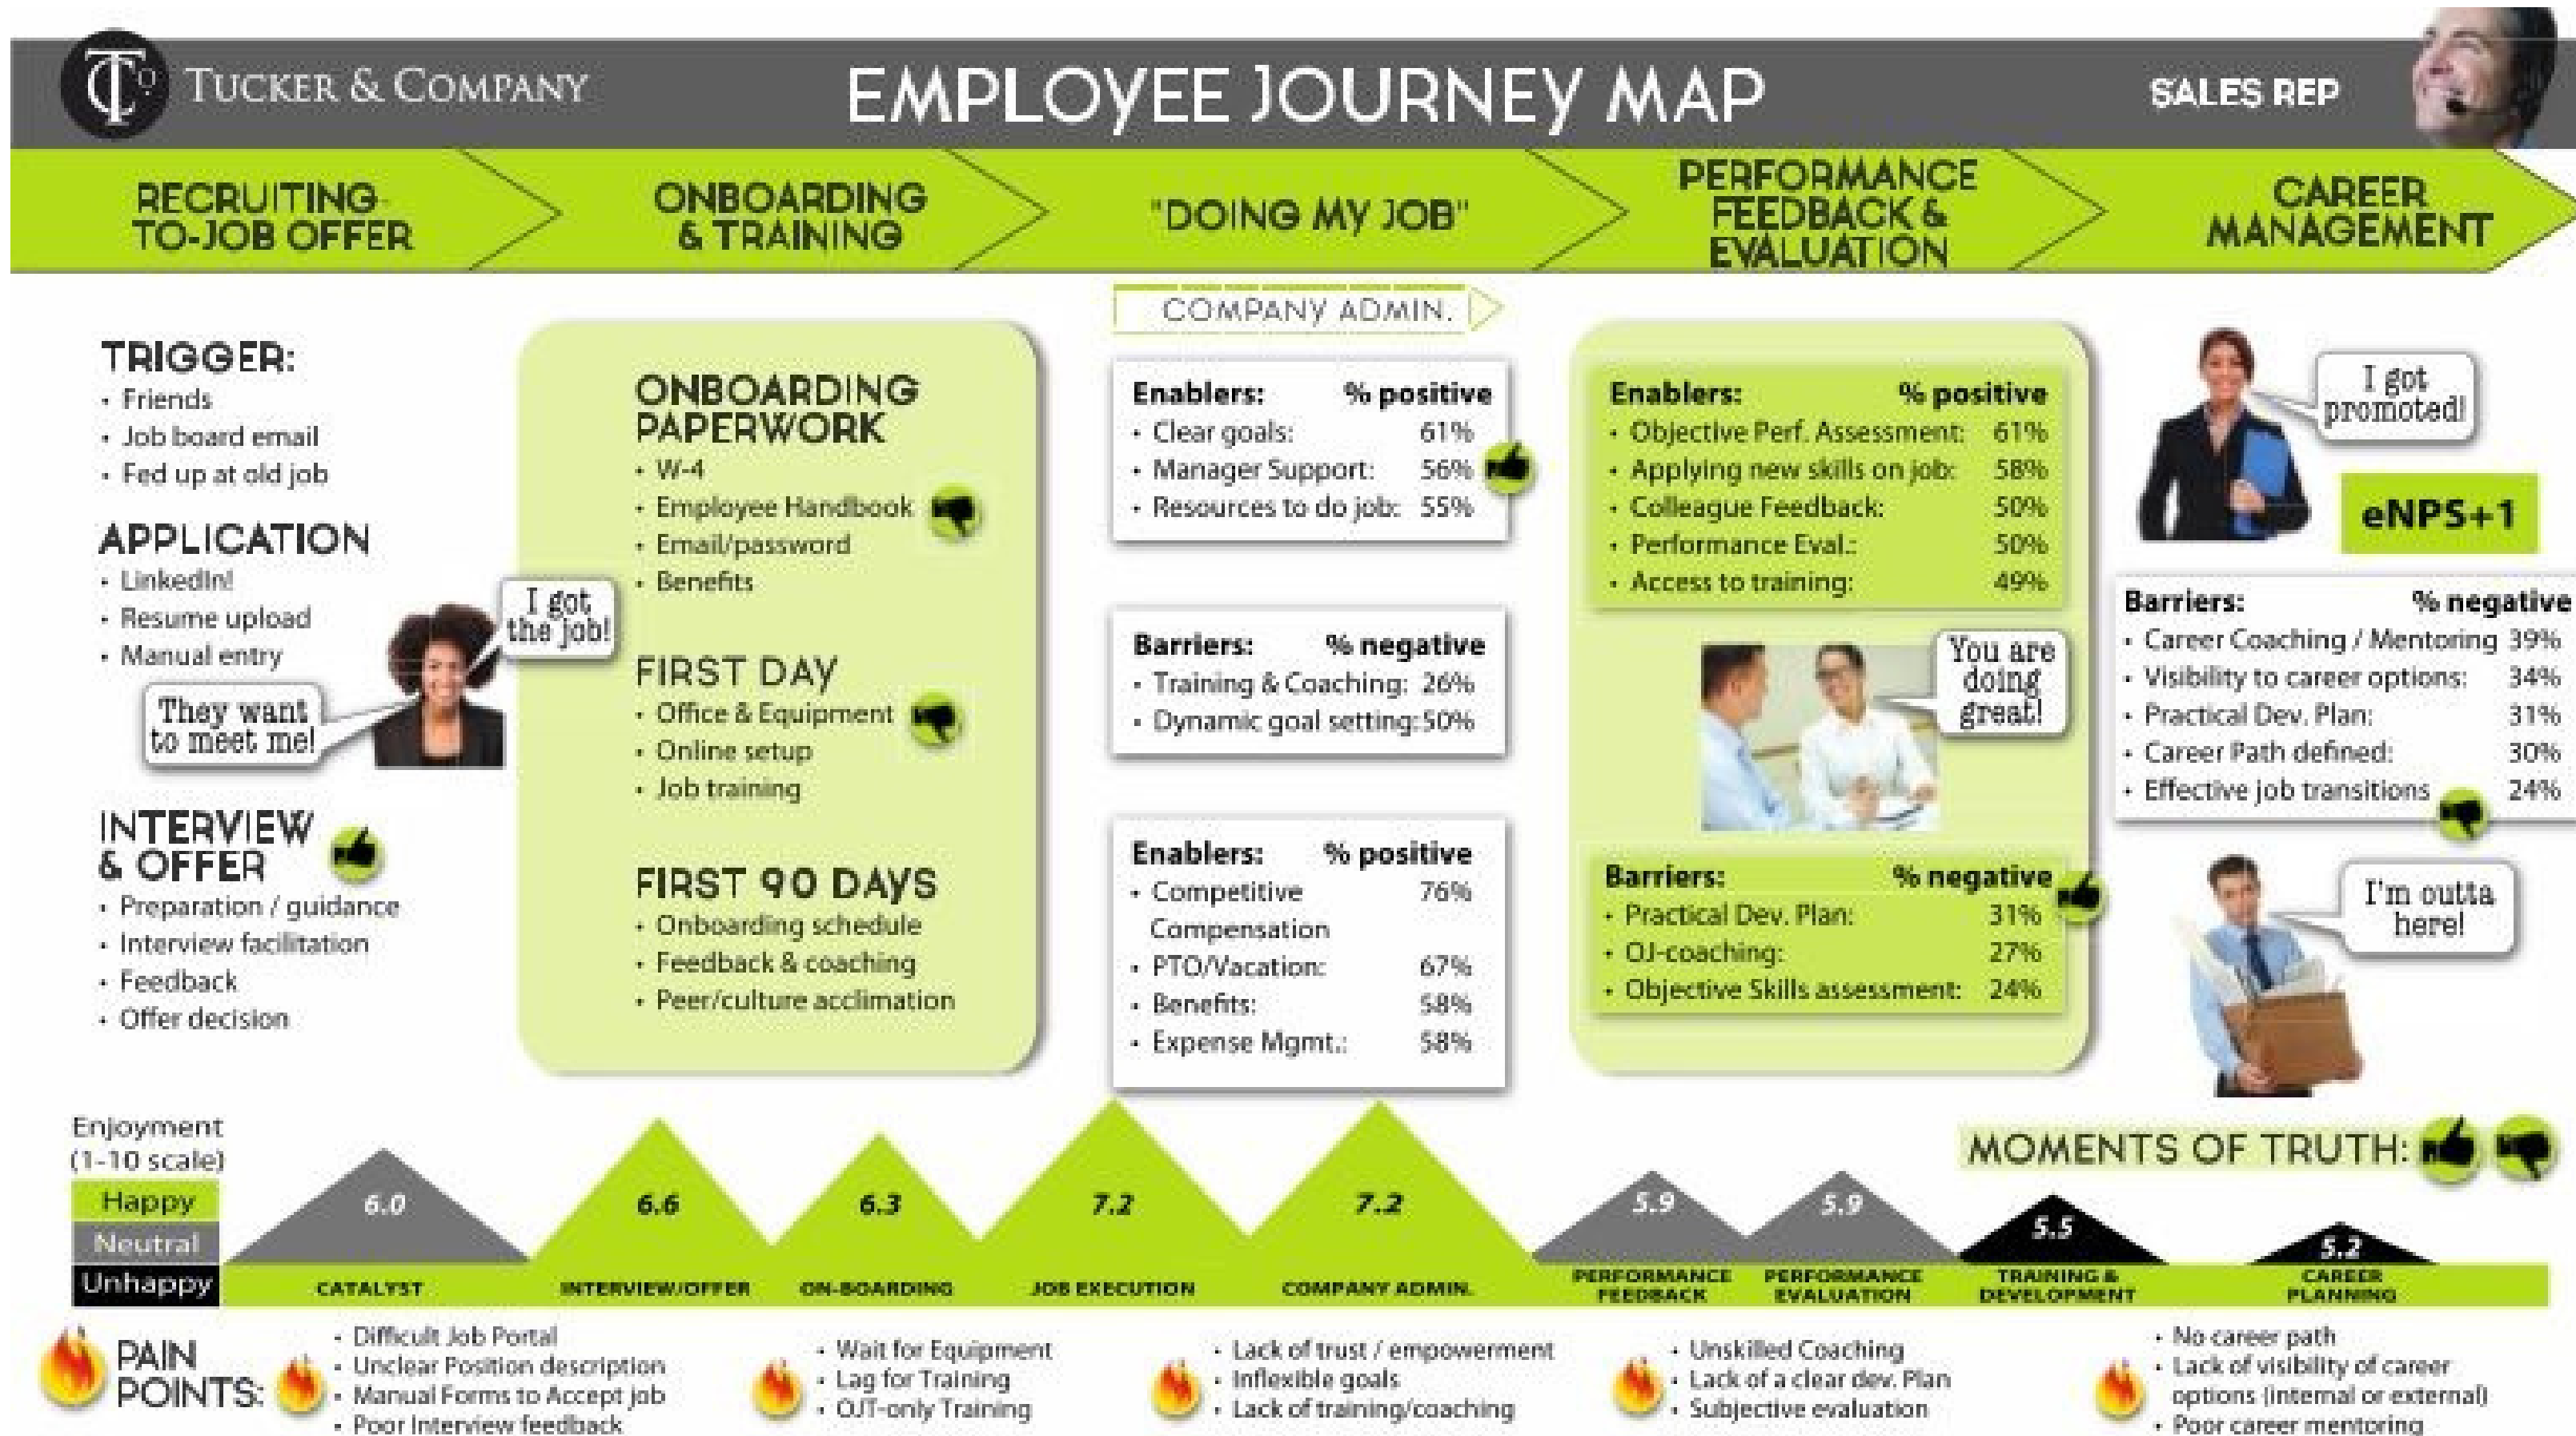 TCO TUCKER & COMPANY
EMPLOYEE JOURNEY MAP
SALES REP
RECRUITING-
TO-JOB OFFER
ONBOARDING
& TRAINING
"DOING MY JOB"
PERFORMANCE
FEEDBACK &
EVALUATION
CAREER
MANAGEMENT
TRIGGER:
• Friends
• Job board email
• Fed up at old job
APPLICATION
• LinkedIn!
• Resume upload
• Manual entry
They want
to meet me!
I got
the job!
INTERVIEW
& OFFER
• Preparation / guidance
• Interview facilitation
• Feedback
• Offer decision
ONBOARDING
PAPERWORK
• W-4
• Employee Handbook
• Email/password
• Benefits
FIRST DAY
• Office & Equipment
• Online setup
• Job training
FIRST 90 DAYS
• Onboarding schedule
• Feedback & coaching
• Peer/culture acclimation
COMPANY ADMIN.
Enablers: % positive
• Clear goals: 61%
• Manager Support: 56%
• Resources to do job: 55%
Barriers: % negative
• Training & Coaching: 26%
• Dynamic goal setting: 50%
Enablers: % positive
• Competitive 76%
Compensation
• PTO/Vacation: 67%
• Benefits: 58%
• Expense Mgmt.: 58%
Enablers: % positive
• Objective Perf. Assessment: 61%
• Applying new skills on job: 58%
• Colleague Feedback: 50%
• Performance Eval.: 50%
• Access to training: 49%
You are
doing
great!
Barriers: % negative
• Practical Dev. Plan: 31%
• OJ-coaching: 27%
• Objective Skills assessment: 24%
I got
promoted!
eNPS+1
Barriers: % negative
• Career Coaching / Mentoring 39%
• Visibility to career options: 34%
• Practical Dev. Plan: 31%
• Career Path defined: 30%
• Effective job transitions 24%
I'm outta
here!
MOMENTS OF TRUTH:
Enjoyment
(1-10 scale)
Happy
Neutral
Unhappy
6.0
6.6
6.3
7.2
7.2
5.9
5.9
5.5
5.2
CATALYST
INTERVIEW/OFFER
ON-BOARDING
JOB EXECUTION
COMPANY ADMIN.
PERFORMANCE
FEEDBACK
PERFORMANCE
EVALUATION
TRAINING &
DEVELOPMENT
CAREER
PLANNING
PAIN
POINTS:
• Difficult Job Portal
• Unclear Position description
• Manual Forms to Accept job
• Poor Interview feedback
• Wait for Equipment
• Lag for Training
• OJT-only Training
• Lack of trust / empowerment
• Inflexible goals
• Lack of training/coaching
• Unskilled Coaching
• Lack of a clear dev. Plan
• Subjective evaluation
• No career path
• Lack of visibility of career
options (internal or external)
• Poor career mentoring